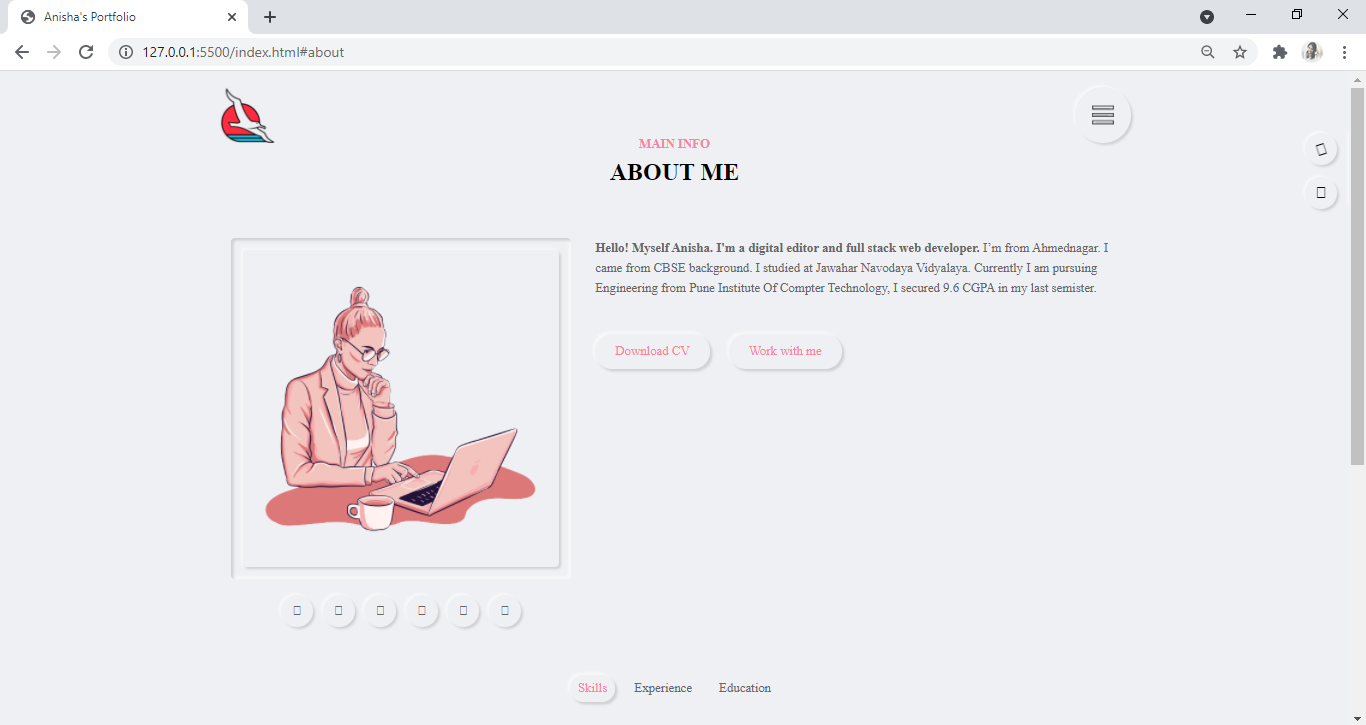 Anisha's Portfolio
127.0.0.1:5500/index.html#about
MAIN INFO
ABOUT ME
Hello! Myself Anisha. I'm a digital editor and full stack web developer. I'm from Ahmednagar. I
came from CBSE background. I studied at Jawahar Navodaya Vidyalaya. Currently I am pursuing
Engineering from Pune Institute Of Compter Technology, I secured 9.6 CGPA in my last semister.
Download CV
Work with me
Skills
Experience
Education